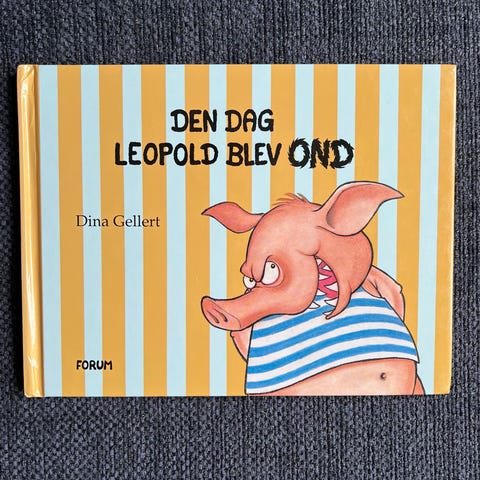 DEN DAG
LEOPOLD BLEV OND
Dina Gellert
FORUM